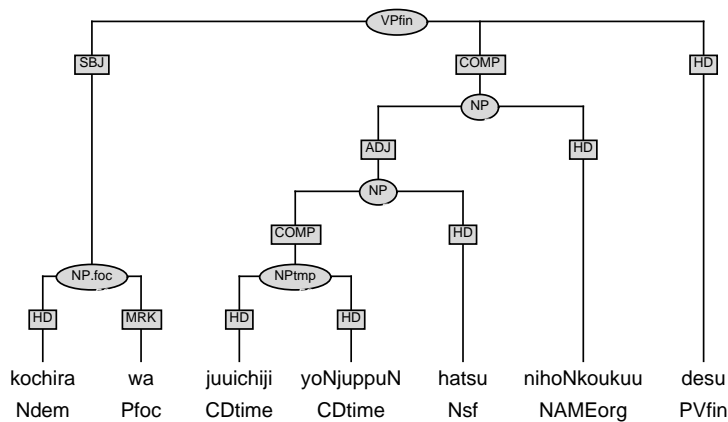 VPfin
SBJ COMP HD
NP
ADJ HD
NP
COMP HD
NP.foc NPtmp
HD MRK HD HD
kochira wa juuichiji yoNjuppuN hatsu nihoNkoukuu desu
Ndem Pfoc CDtime CDtime Nsf NAMEorg PVfin